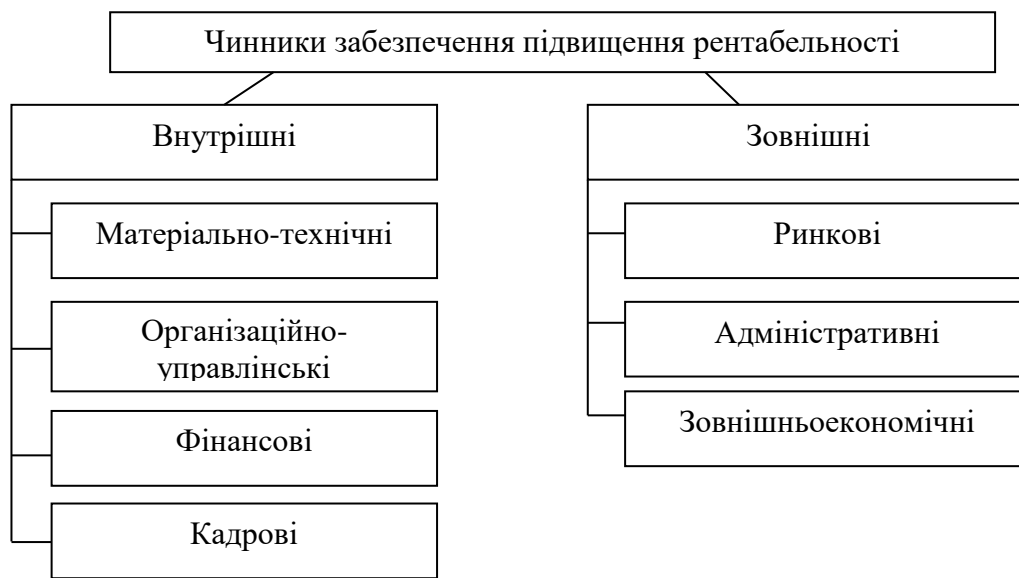 Чинники забезпечення підвищення рентабельності
Внутрішні
Матеріально-технічні
Організаційно-
управлінські
Фінансові
Кадрові
Зовнішні
Ринкові
Адміністративні
Зовнішньоекономічні